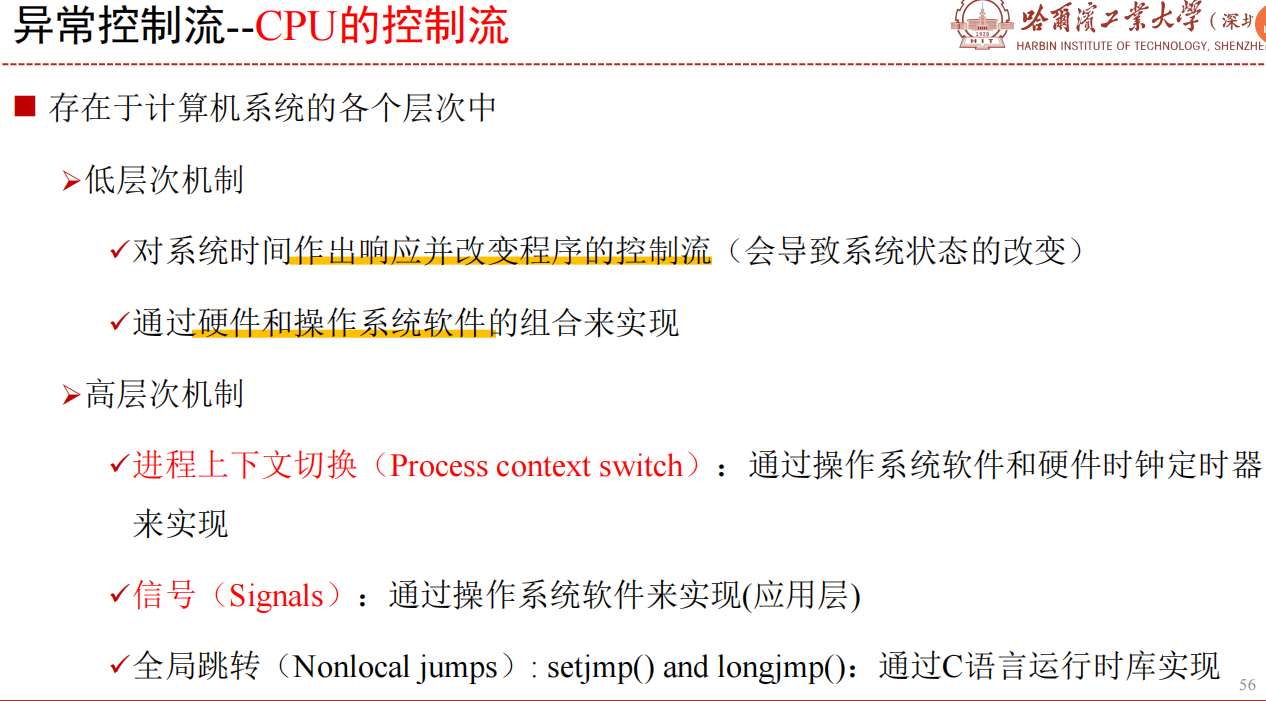 异常控制流--CPU的控制流
哈爾濱工業大學（深圳
HARBIN INSTITUTE OF TECHNOLOGY, SHENZHE
1920
HIT
存在于计算机系统的各个层次中
低层次机制
对系统时间作出响应并改变程序的控制流（会导致系统状态的改变）
通过硬件和操作系统软件的组合来实现
高层次机制
进程上下文切换（Process context switch）：通过操作系统软件和硬件时钟定时器
来实现
信号（Signals）：通过操作系统软件来实现(应用层)
全局跳转（Nonlocal jumps）: setjmp() and longjmp()：通过C语言运行时库实现
56